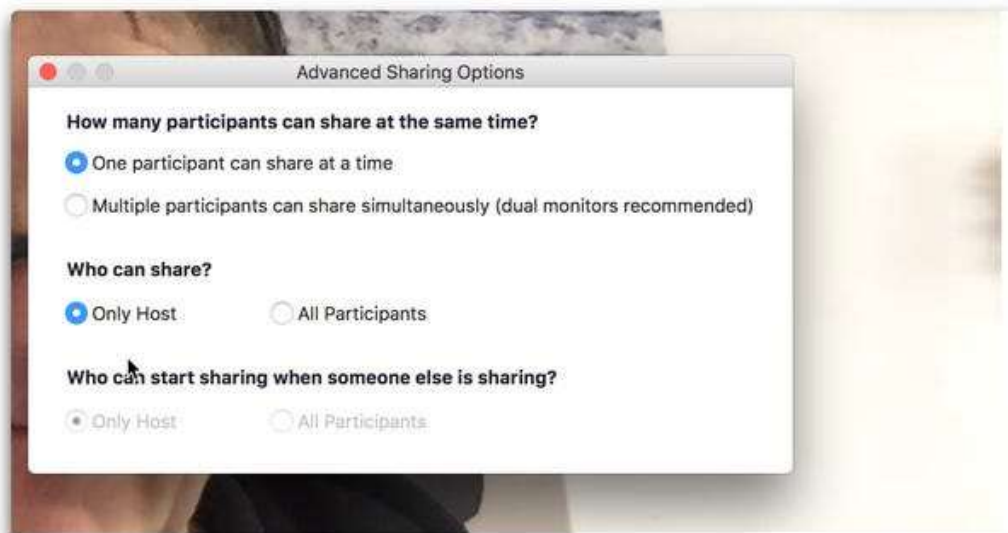 Advanced Sharing Options
How many participants can share at the same time?
One participant can share at a time
Multiple participants can share simultaneously (dual monitors recommended)
Who can share?
Only Host All Participants
Who can start sharing when someone else is sharing?
Only Host All Participants